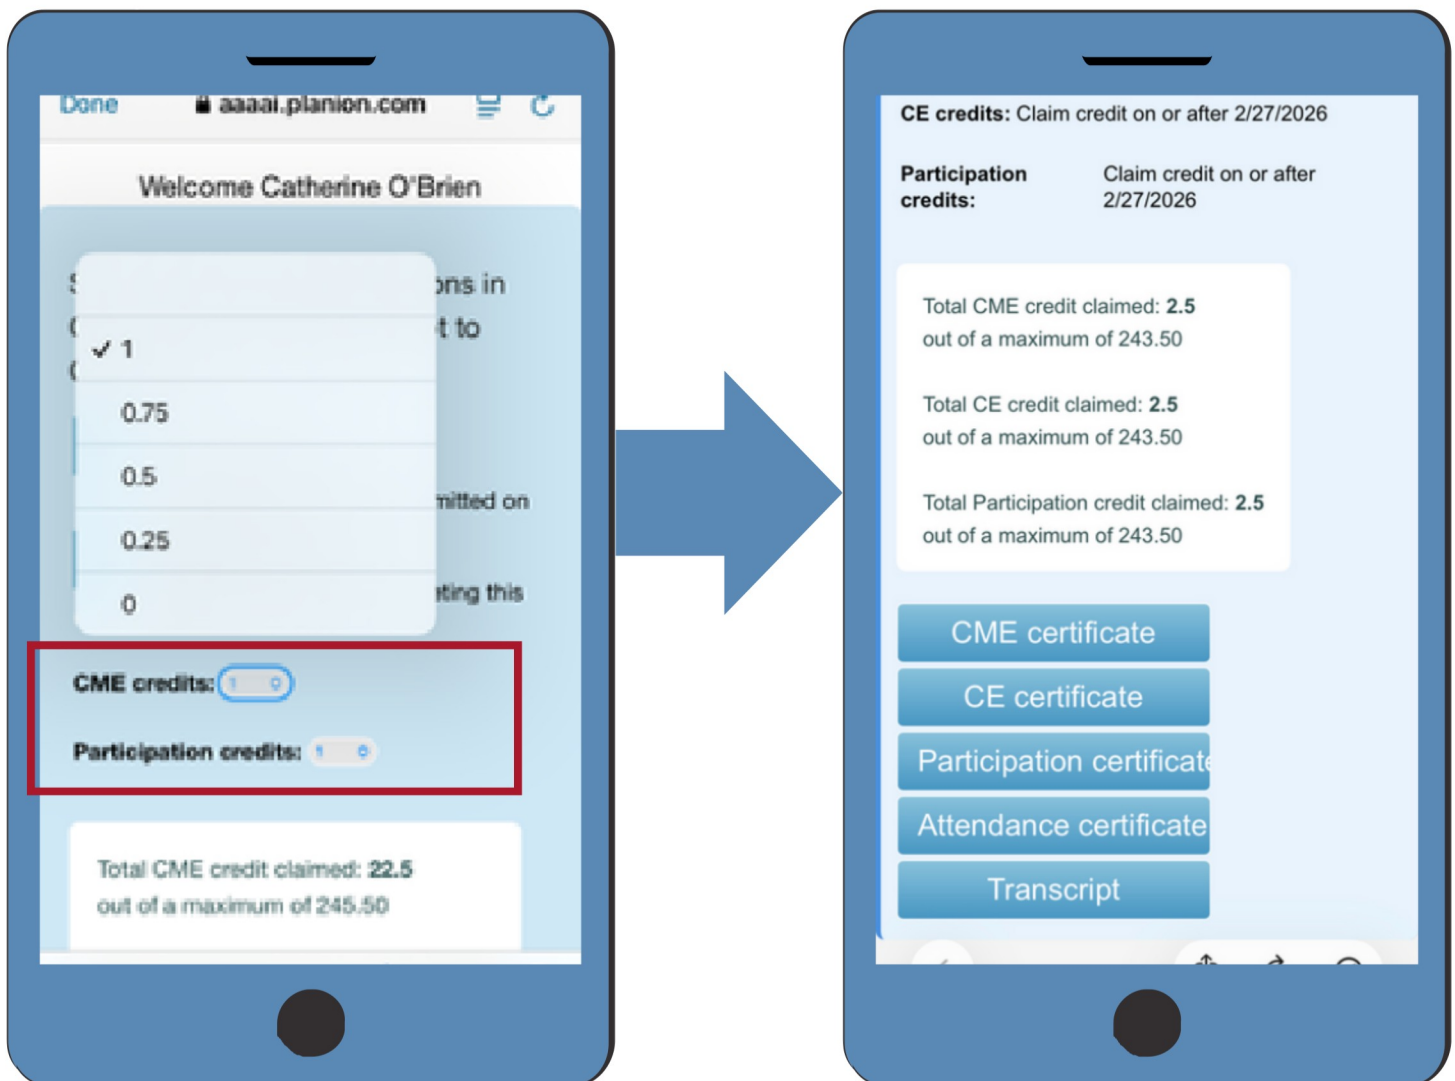 Done aaaai.planion.com
Welcome Catherine O'Brien
ons in
t to
✓ 1
0.75
0.5
mitted on
0.25
eting this
0
CME credits: 1
Participation credits: 1
Total CME credit claimed: 22.5
out of a maximum of 245.50
CE credits: Claim credit on or after 2/27/2026
Participation credits: Claim credit on or after 2/27/2026
Total CME credit claimed: 2.5
out of a maximum of 243.50
Total CE credit claimed: 2.5
out of a maximum of 243.50
Total Participation credit claimed: 2.5
out of a maximum of 243.50
CME certificate
CE certificate
Participation certificate
Attendance certificate
Transcript